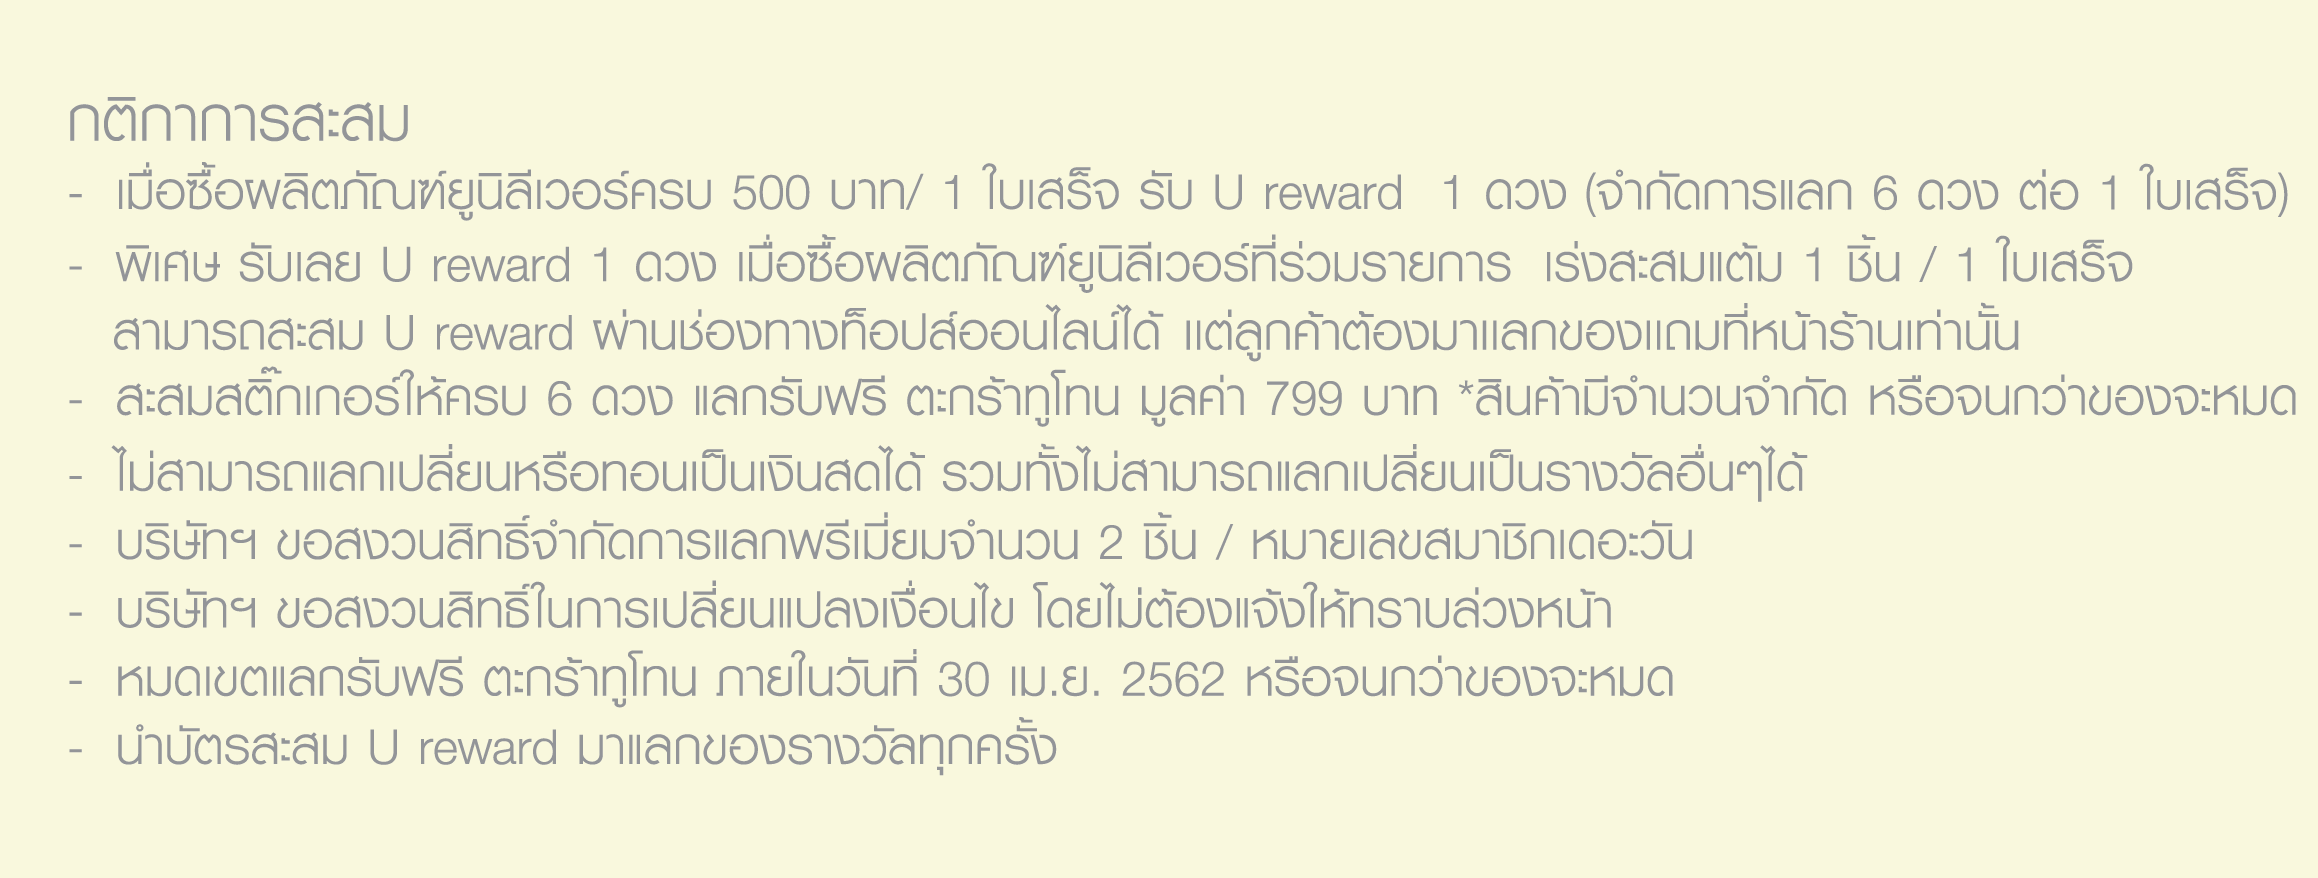 กติกาการสะสม
- เมื่อซื้อผลิตภัณฑ์ยูนิลีเวอร์ครบ 500 บาท/ 1 ใบเสร็จ รับ U reward 1 ดวง (จำกัดการแลก 6 ดวง ต่อ 1 ใบเสร็จ)
- พิเศษ รับเลย U reward 1 ดวง เมื่อซื้อผลิตภัณฑ์ยูนิลีเวอร์ที่ร่วมรายการ เร่งสะสมแต้ม 1 ชิ้น / 1 ใบเสร็จ
สามารถสะสม U reward ผ่านช่องทางท็อปส์ออนไลน์ได้ แต่ลูกค้าต้องมาแลกของแถมที่หน้าร้านเท่านั้น
- สะสมสติ๊กเกอร์ให้ครบ 6 ดวง แลกรับฟรี ตะกร้าทูโทน มูลค่า 799 บาท *สินค้ามีจำนวนจำกัด หรือจนกว่าของจะหมด
- ไม่สามารถแลกเปลี่ยนหรือทอนเป็นเงินสดได้ รวมทั้งไม่สามารถแลกเปลี่ยนเป็นรางวัลอื่นๆได้
- บริษัทฯ ขอสงวนสิทธิ์จำกัดการแลกพรีเมี่ยมจำนวน 2 ชิ้น / หมายเลขสมาชิกเดอะวัน
- บริษัทฯ ขอสงวนสิทธิ์ในการเปลี่ยนแปลงเงื่อนไข โดยไม่ต้องแจ้งให้ทราบล่วงหน้า
- หมดเขตแลกรับฟรี ตะกร้าทูโทน ภายในวันที่ 30 เม.ย. 2562 หรือจนกว่าของจะหมด
- นำบัตรสะสม U reward มาแลกของรางวัลทุกครั้ง